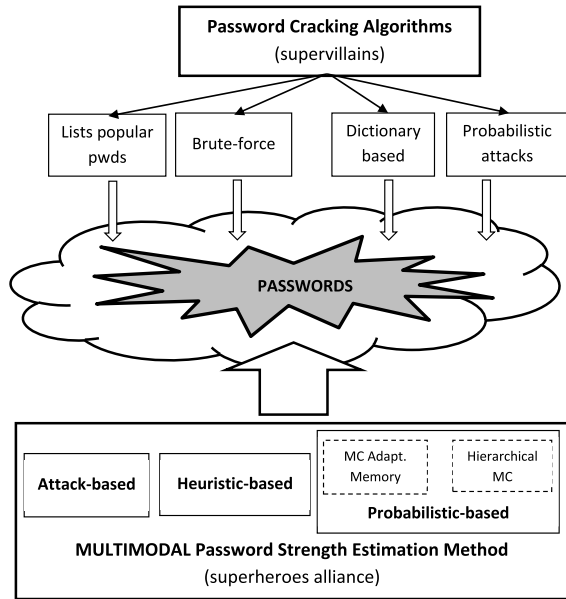 Password Cracking Algorithms
(supervillains)
Lists popular
pwds
Brute-force
Dictionary
based
Probabilistic
attacks
PASSWORDS
Attack-based
Heuristic-based
MC Adapt.
Memory
Hierarchical
MC
Probabilistic-based
MULTIMODAL Password Strength Estimation Method
(superheroes alliance)